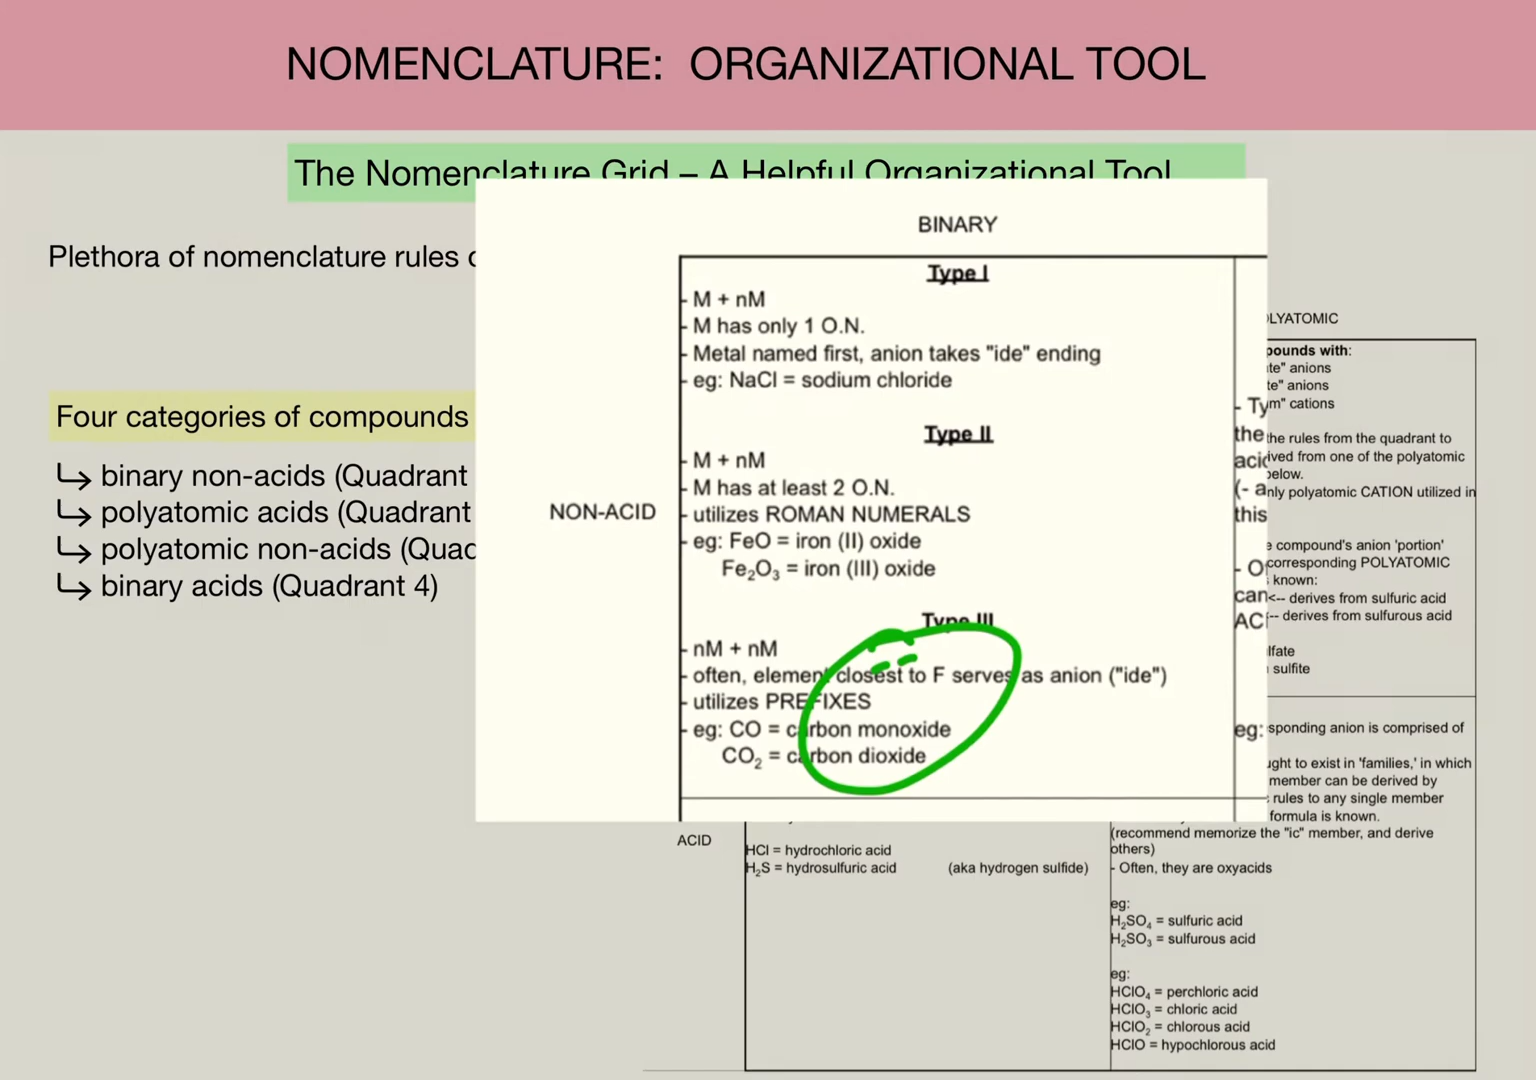 NOMENCLATURE: ORGANIZATIONAL TOOL
The Nomenclature Grid – A Helpful Organizational Tool
Plethora of nomenclature rules
Four categories of compounds
binary non-acids (Quadrant
polyatomic acids (Quadrant
polyatomic non-acids (Quad
binary acids (Quadrant 4)
BINARY
NON-ACID
Type I
- M + nM
- M has only 1 O.N.
- Metal named first, anion takes "ide" ending
- eg: NaCl = sodium chloride
Type II
- M + nM
- M has at least 2 O.N.
- utilizes ROMAN NUMERALS
- eg: FeO = iron (II) oxide
Fe₂O₃ = iron (III) oxide
Type III
- nM + nM
- often, element closest to F serves as anion ("ide")
- utilizes PREFIXES
- eg: CO = carbon monoxide
CO₂ = carbon dioxide
- Ty
the
acid
(- a
this
- O
can
AC
eg:
OLYATOMIC
pounds with:
te" anions
te" anions
m" cations
the rules from the quadrant to
ived from one of the polyatomic
below.
nly polyatomic CATION utilized in
e compound's anion 'portion'
corresponding POLYATOMIC
known:
<-- derives from sulfuric acid
-- derives from sulfurous acid
lfate
sulfite
sponding anion is comprised of
ught to exist in 'families,' in which
member can be derived by
rules to any single member
formula is known.
(recommend memorize the "ic" member, and derive
others)
- Often, they are oxyacids
eg:
H₂SO₄ = sulfuric acid
H₂SO₃ = sulfurous acid
eg:
HClO₄ = perchloric acid
HClO₃ = chloric acid
HClO₂ = chlorous acid
HClO = hypochlorous acid
ACID
HCl = hydrochloric acid
H₂S = hydrosulfuric acid (aka hydrogen sulfide)